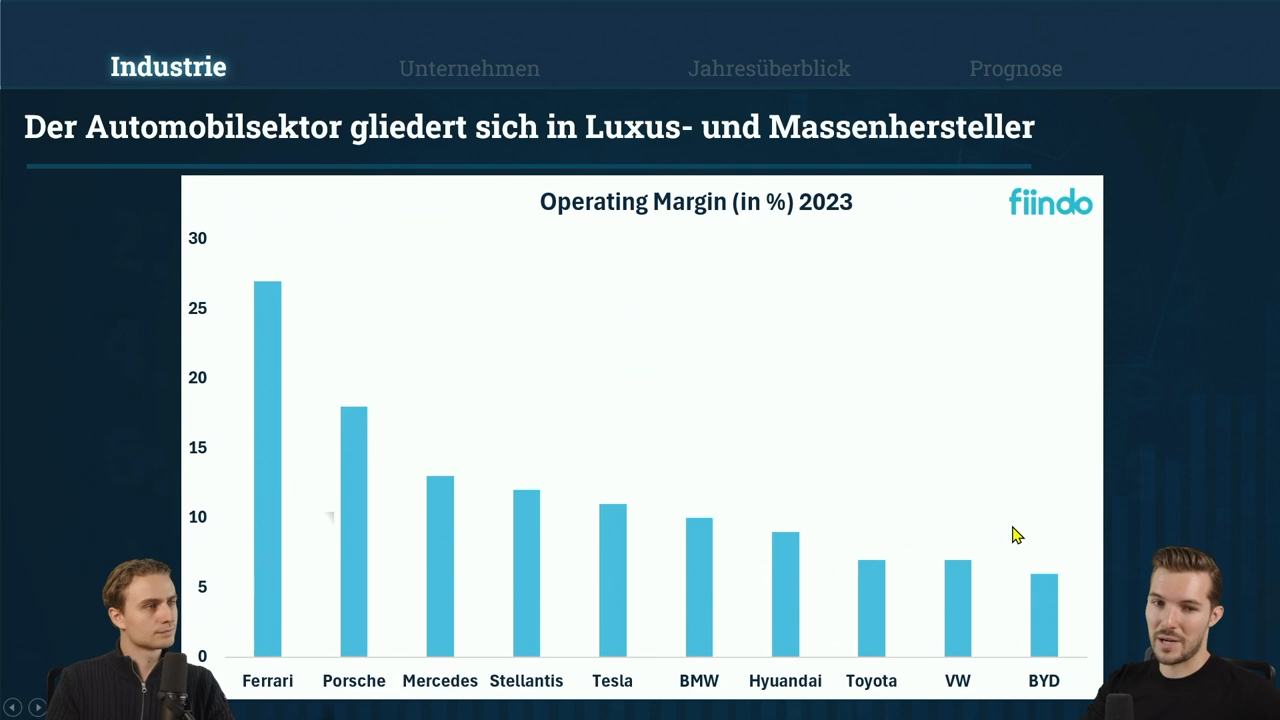 Industrie Unternehmen Jahresüberblick Prognose
Der Automobilsektor gliedert sich in Luxus- und Massenhersteller
Operating Margin (in %) 2023
fiindo
30
25
20
15
10
5
0
Ferrari Porsche Mercedes Stellantis Tesla BMW Hyuandai Toyota VW BYD